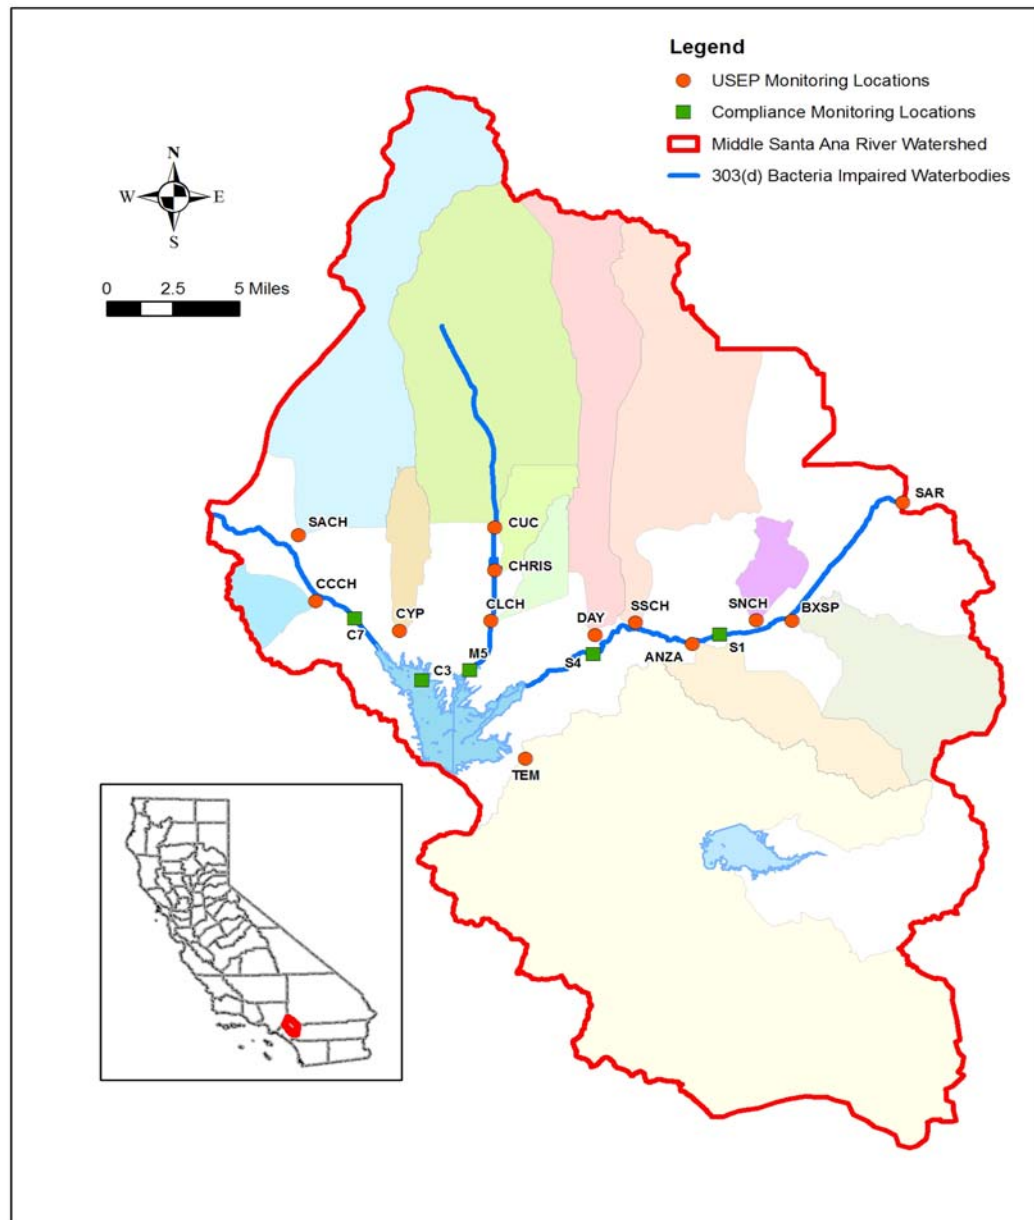 Legend
USEP Monitoring Locations
Compliance Monitoring Locations
Middle Santa Ana River Watershed
303(d) Bacteria Impaired Waterbodies
N
W E
S
0 2.5 5 Miles
SAR
SACH
CUC
CHRIS
CCCH
CLCH
CYP
C7
DAY
SSCH
SNCH
BXSP
S1
ANZA
S4
M5
C3
TEM